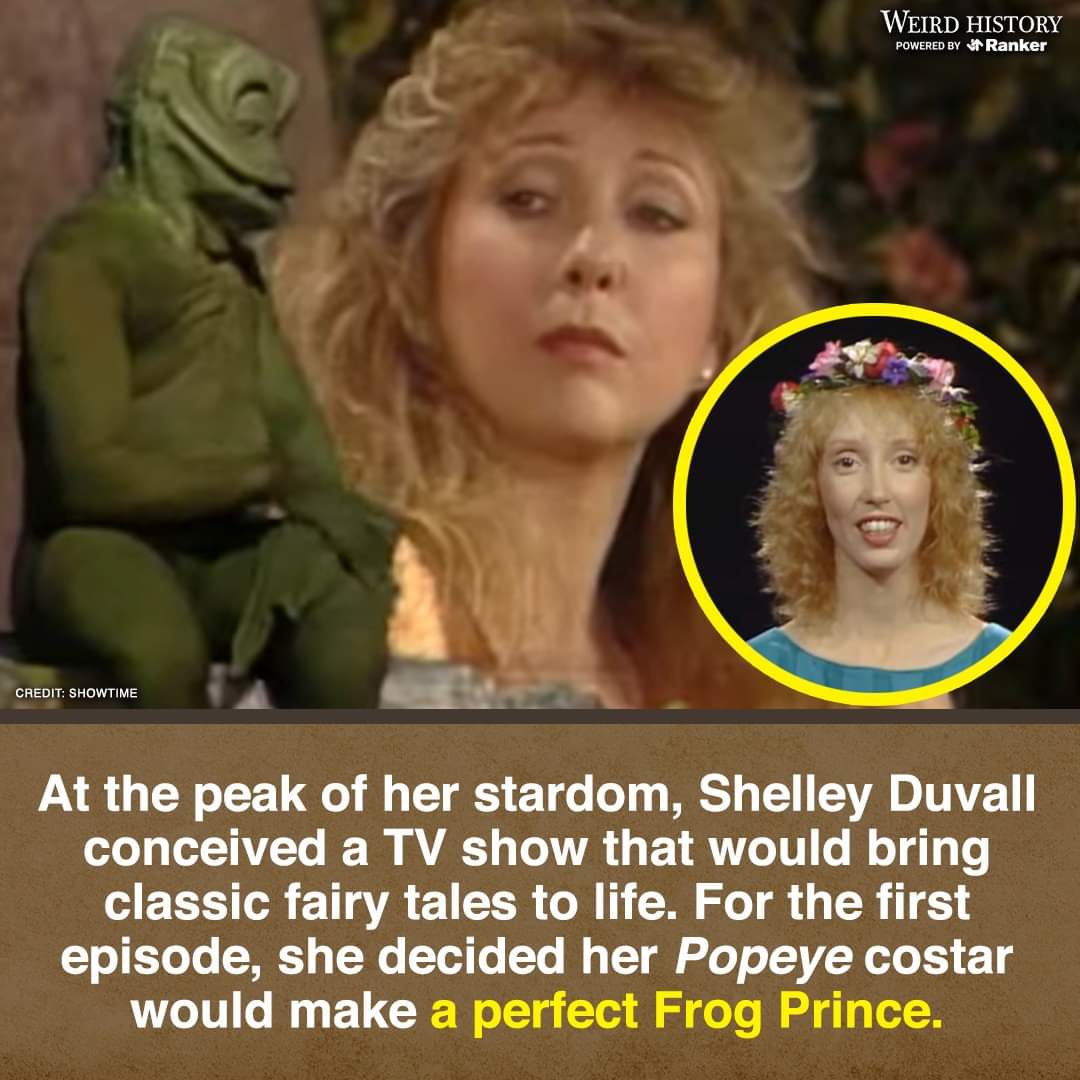 WEIRD HISTORY
POWERED BY Ranker
CREDIT: SHOWTIME
At the peak of her stardom, Shelley Duvall
conceived a TV show that would bring
classic fairy tales to life. For the first
episode, she decided her Popeye costar
would make a perfect Frog Prince.